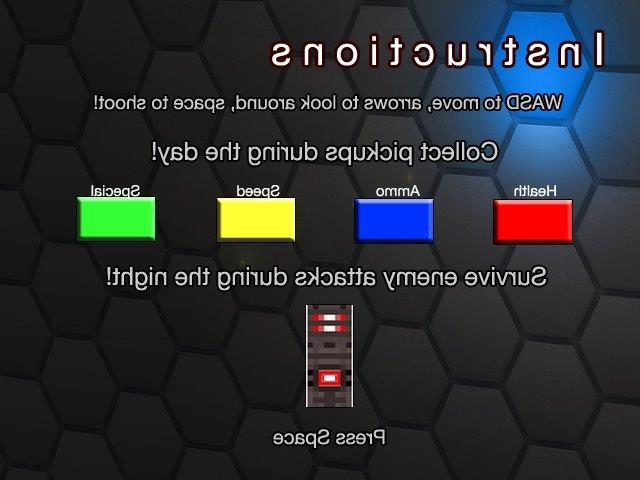 Instructions
WASD to move, arrows to look around, space to shoot!
Collect pickups during the day!
Health Ammo Speed Special
Survive enemy attacks during the night!
Press Space